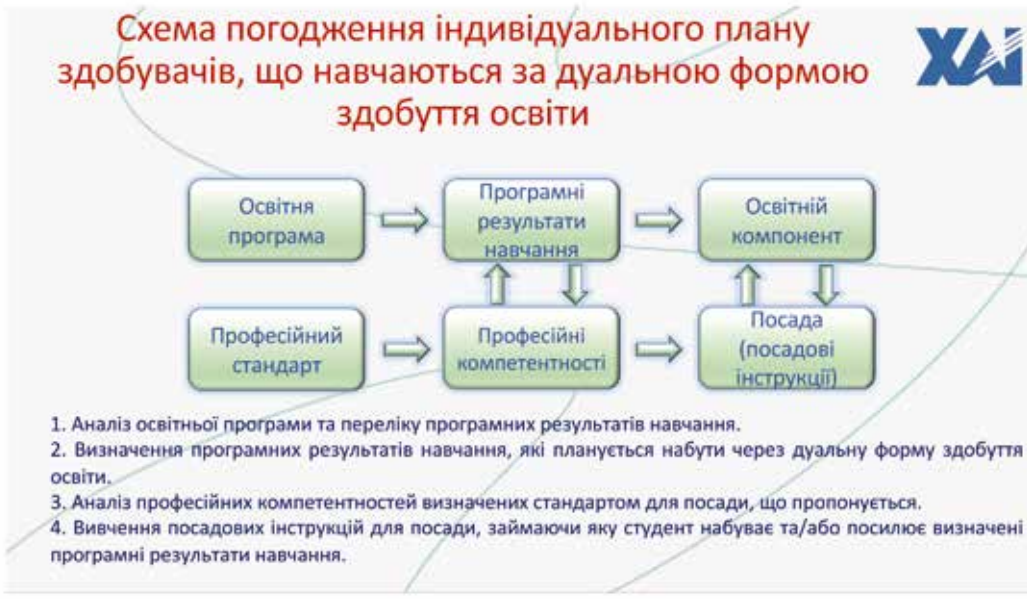 Схема погодження індивідуального плану
здобувачів, що навчаються за дуальною формою
здобуття освіти
ХАІ
Освітня
програма
Програмні
результати
навчання
Освітній
компонент
Професійний
стандарт
Професійні
компетентності
Посада
(посадові
інструкції)
1. Аналіз освітньої програми та переліку програмних результатів навчання.
2. Визначення програмних результатів навчання, які планується набути через дуальну форму здобуття
освіти.
3. Аналіз професійних компетентностей визначених стандартом для посади, що пропонується.
4. Вивчення посадових інструкцій для посади, займаючи яку студент набуває та/або посилює визначені
програмні результати навчання.